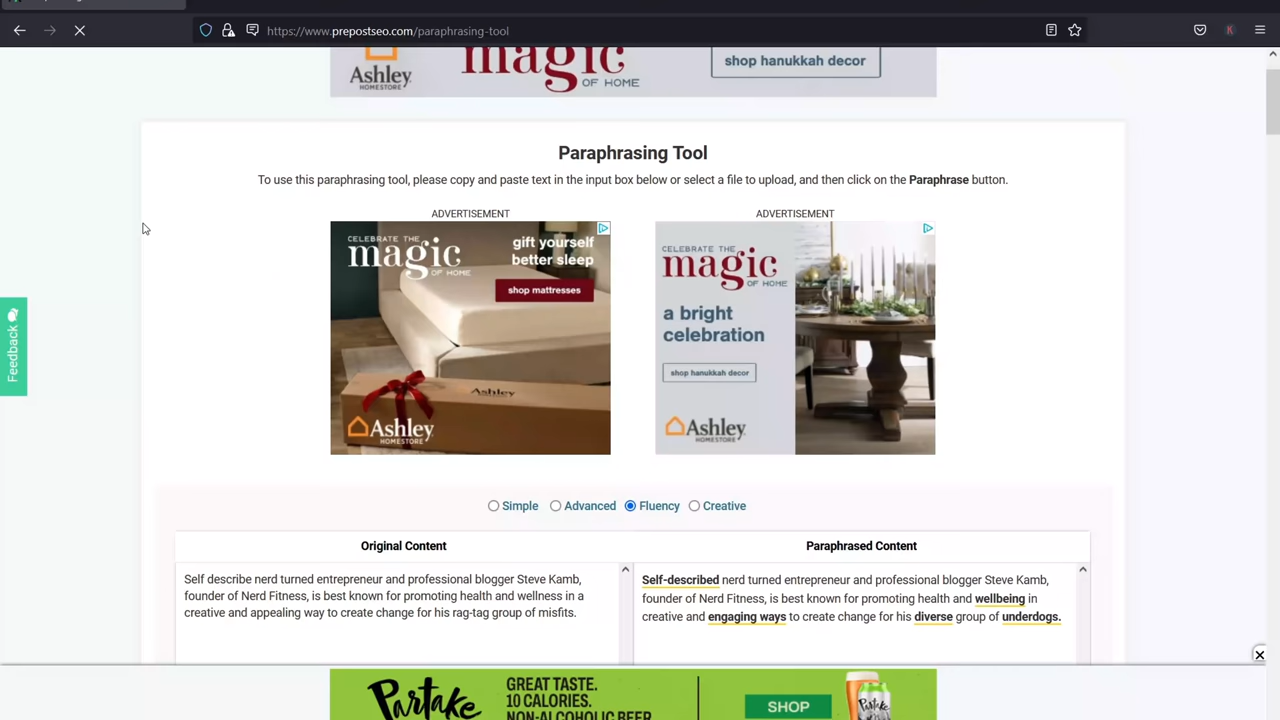 https://www.prepostseo.com/paraphrasing-tool
K
Ashley
HOMESTORE
magic
OF HOME
shop hanukkah decor
Paraphrasing Tool
To use this paraphrasing tool, please copy and paste text in the input box below or select a file to upload, and then click on the Paraphrase button.
ADVERTISEMENT
CELEBRATE THE
magic
OF HOME
gift yourself
better sleep
shop mattresses
Ashley
Ashley
HOMESTORE
ADVERTISEMENT
CELEBRATE THE
magic
OF HOME
a bright
celebration
shop hanukkah decor
Ashley
HOMESTORE
Feedback
Simple Advanced Fluency Creative
Original Content
Self describe nerd turned entrepreneur and professional blogger Steve Kamb,
founder of Nerd Fitness, is best known for promoting health and wellness in a
creative and appealing way to create change for his rag-tag group of misfits.
Paraphrased Content
Self-described nerd turned entrepreneur and professional blogger Steve Kamb,
founder of Nerd Fitness, is best known for promoting health and wellbeing in
creative and engaging ways to create change for his diverse group of underdogs.
Partake
GREAT TASTE.
10 CALORIES.
NON-ALCOHOLIC BEER
SHOP
Partake